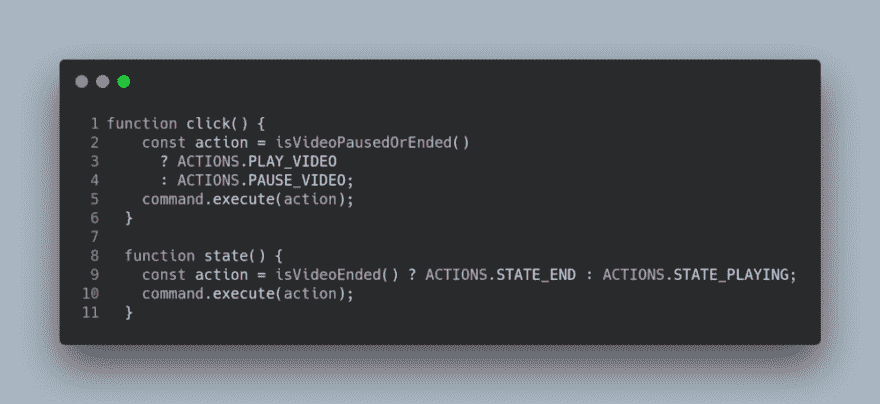 1 function click() {
2     const action = isVideoPausedOrEnded()
3       ? ACTIONS.PLAY_VIDEO
4       : ACTIONS.PAUSE_VIDEO;
5     command.execute(action);
6   }
7
8   function state() {
9     const action = isVideoEnded() ? ACTIONS.STATE_END : ACTIONS.STATE_PLAYING;
10     command.execute(action);
11   }